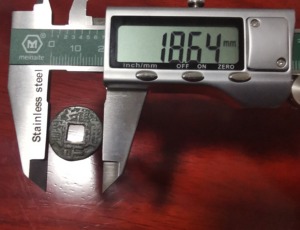 18.64 mm
inch/mm OFF ON ZERO
M
0 10 20
Stainless steel